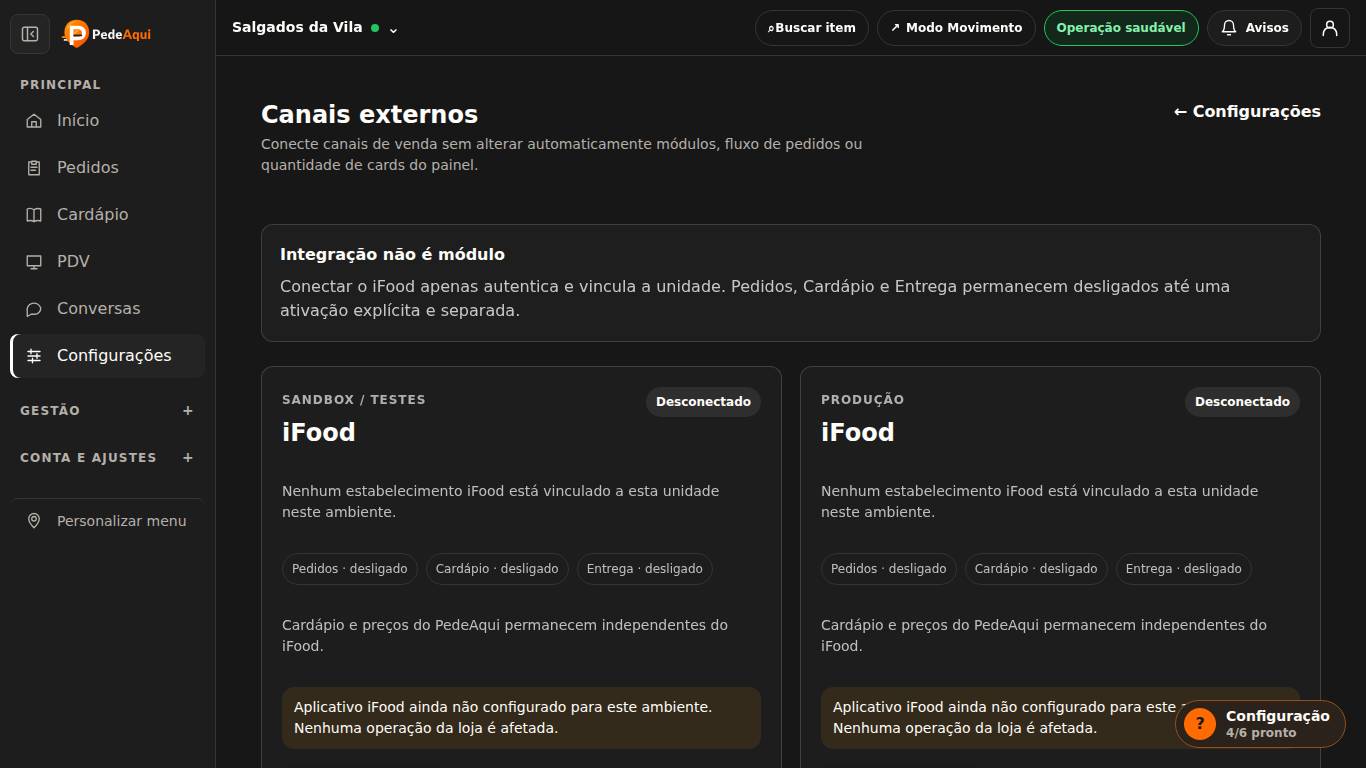 PedeAqui
PRINCIPAL
Início
Pedidos
Cardápio
PDV
Conversas
Configurações
GESTÃO +
CONTA E AJUSTES +
Personalizar menu
Salgados da Vila
Buscar item
↗ Modo Movimento
Operação saudável
Avisos
Canais externos
← Configurações
Conecte canais de venda sem alterar automaticamente módulos, fluxo de pedidos ou
quantidade de cards do painel.
Integração não é módulo
Conectar o iFood apenas autentica e vincula a unidade. Pedidos, Cardápio e Entrega permanecem desligados até uma
ativação explícita e separada.
SANDBOX / TESTES
Desconectado
iFood
Nenhum estabelecimento iFood está vinculado a esta unidade
neste ambiente.
Pedidos · desligado
Cardápio · desligado
Entrega · desligado
Cardápio e preços do PedeAqui permanecem independentes do
iFood.
Aplicativo iFood ainda não configurado para este ambiente.
Nenhuma operação da loja é afetada.
PRODUÇÃO
Desconectado
iFood
Nenhum estabelecimento iFood está vinculado a esta unidade
neste ambiente.
Pedidos · desligado
Cardápio · desligado
Entrega · desligado
Cardápio e preços do PedeAqui permanecem independentes do
iFood.
Aplicativo iFood ainda não configurado para este
Nenhuma operação da loja é afetada.
?
Configuração
4/6 pronto